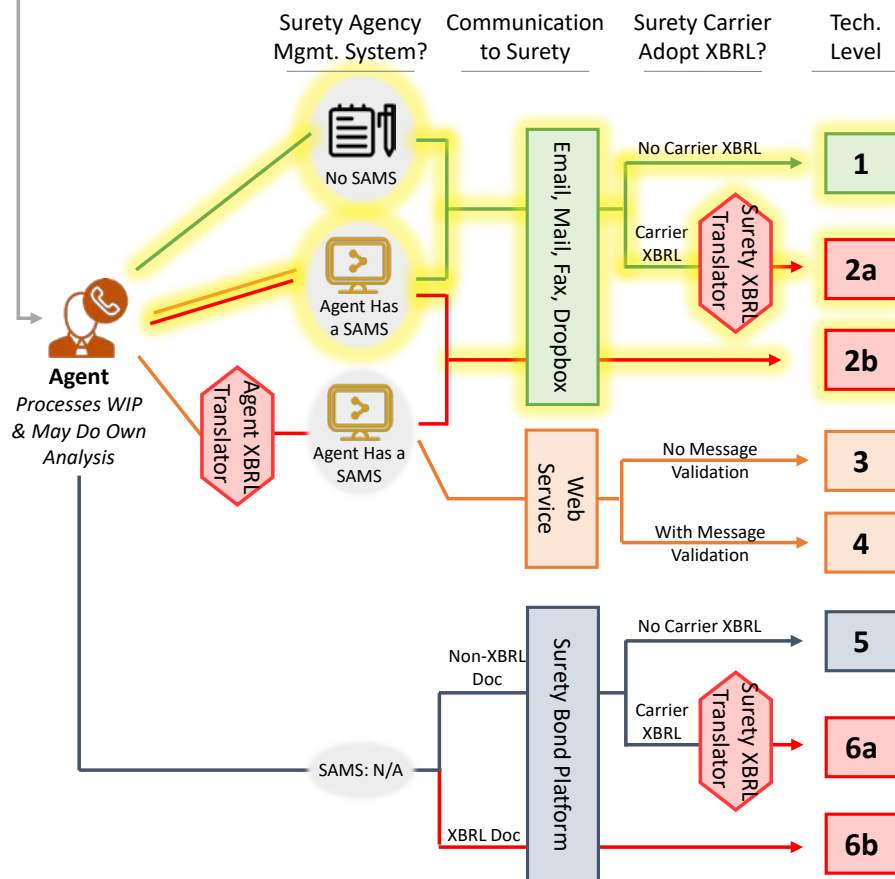 Surety Agency
Mgmt. System?
Communication
to Surety
Surety Carrier
Adopt XBRL?
Tech.
Level
No SAMS
Email, Mail, Fax, Dropbox
No Carrier XBRL
1
Carrier
XBRL
Surety XBRL
Translator
2a
Agent Has
a SAMS
2b
Agent
Processes WIP
& May Do Own
Analysis
Agent XBRL
Translator
Agent Has a
SAMS
Web
Service
No Message
Validation
3
With Message
Validation
4
Surety Bond Platform
No Carrier XBRL
5
Non-XBRL
Doc
Carrier
XBRL
Surety XBRL
Translator
6a
SAMS: N/A
XBRL Doc
6b